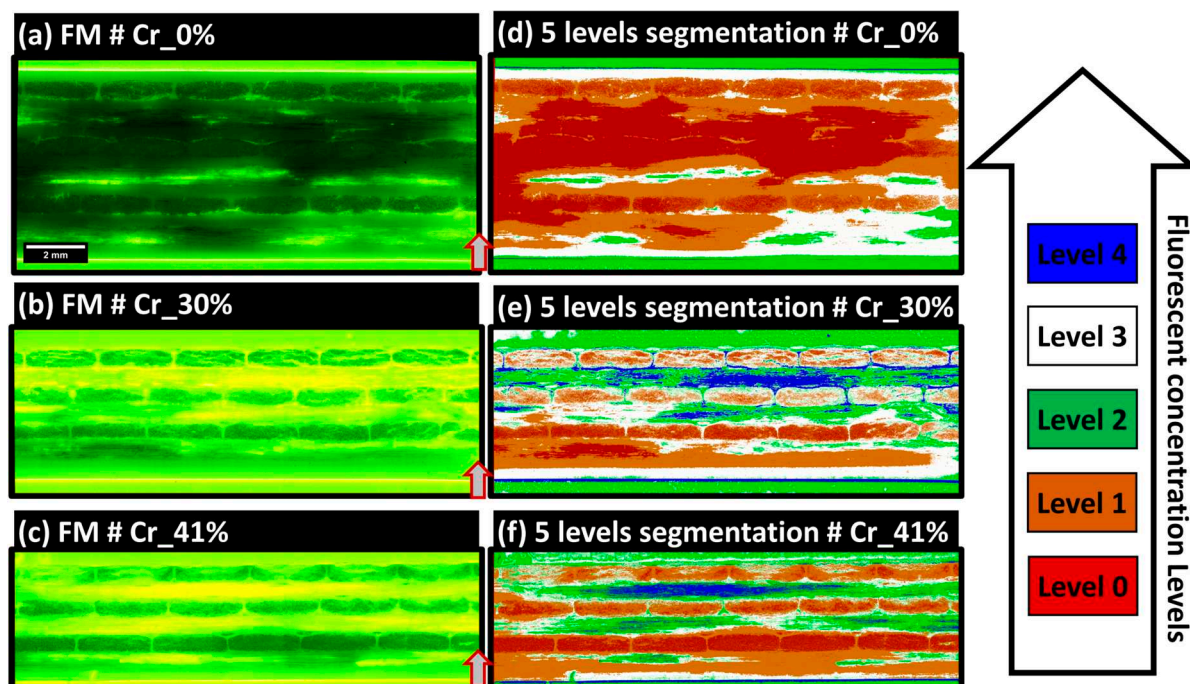 (a) FM # Cr_0%
(d) 5 levels segmentation # Cr_0%
2 mm
(b) FM # Cr_30%
(e) 5 levels segmentation # Cr_30%
(c) FM # Cr_41%
(f) 5 levels segmentation # Cr_41%
Level 4
Level 3
Level 2
Level 1
Level 0
Fluorescent concentration Levels